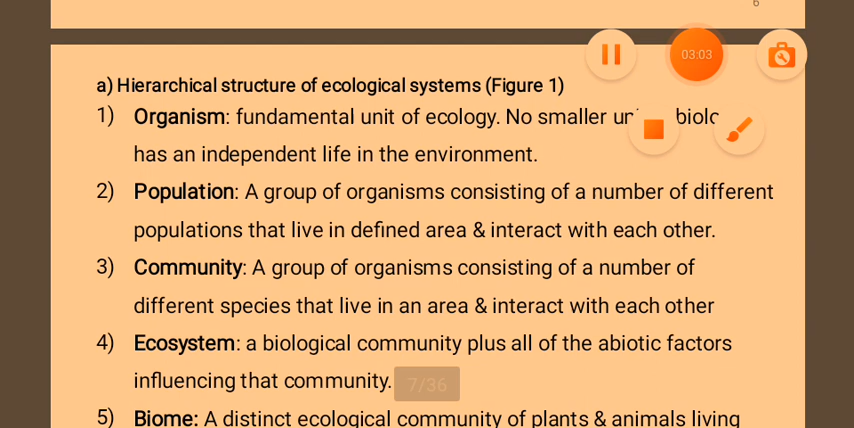 6
03:03
a) Hierarchical structure of ecological systems (Figure 1)
1) Organism: fundamental unit of ecology. No smaller
has an independent life in the environment.
2) Population: A group of organisms consisting of a number of different
populations that live in defined area & interact with each other.
3) Community: A group of organisms consisting of a number of
different species that live in an area & interact with each other
4) Ecosystem: a biological community plus all of the abiotic factors
influencing that community.
7/36
5) Biome: A distinct ecological community of plants & animals living